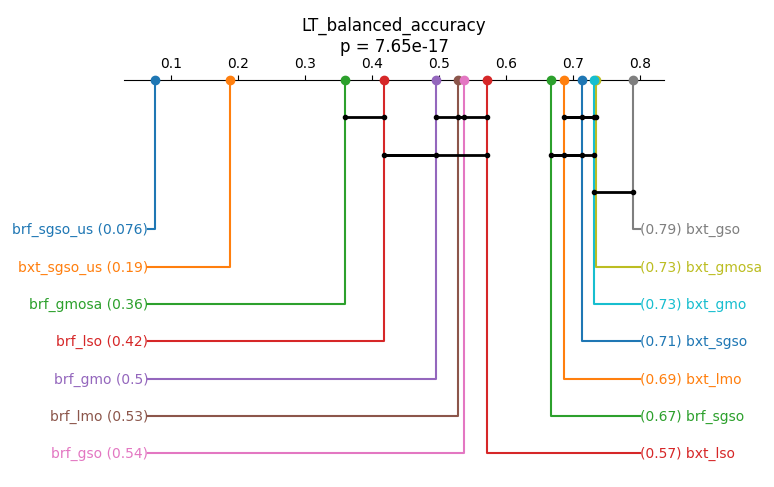 LT_balanced_accuracy
p = 7.65e-17
0.1 0.2 0.3 0.4 0.5 0.6 0.7 0.8
brf_sgso_us (0.076) (0.79) bxt_gso
bxt_sgso_us (0.19) (0.73) bxt_gmosa
brf_gmosa (0.36) (0.73) bxt_gmo
brf_lso (0.42) (0.71) bxt_sgso
brf_gmo (0.5) (0.69) bxt_lmo
brf_lmo (0.53) (0.67) brf_sgso
brf_gso (0.54) (0.57) bxt_lso